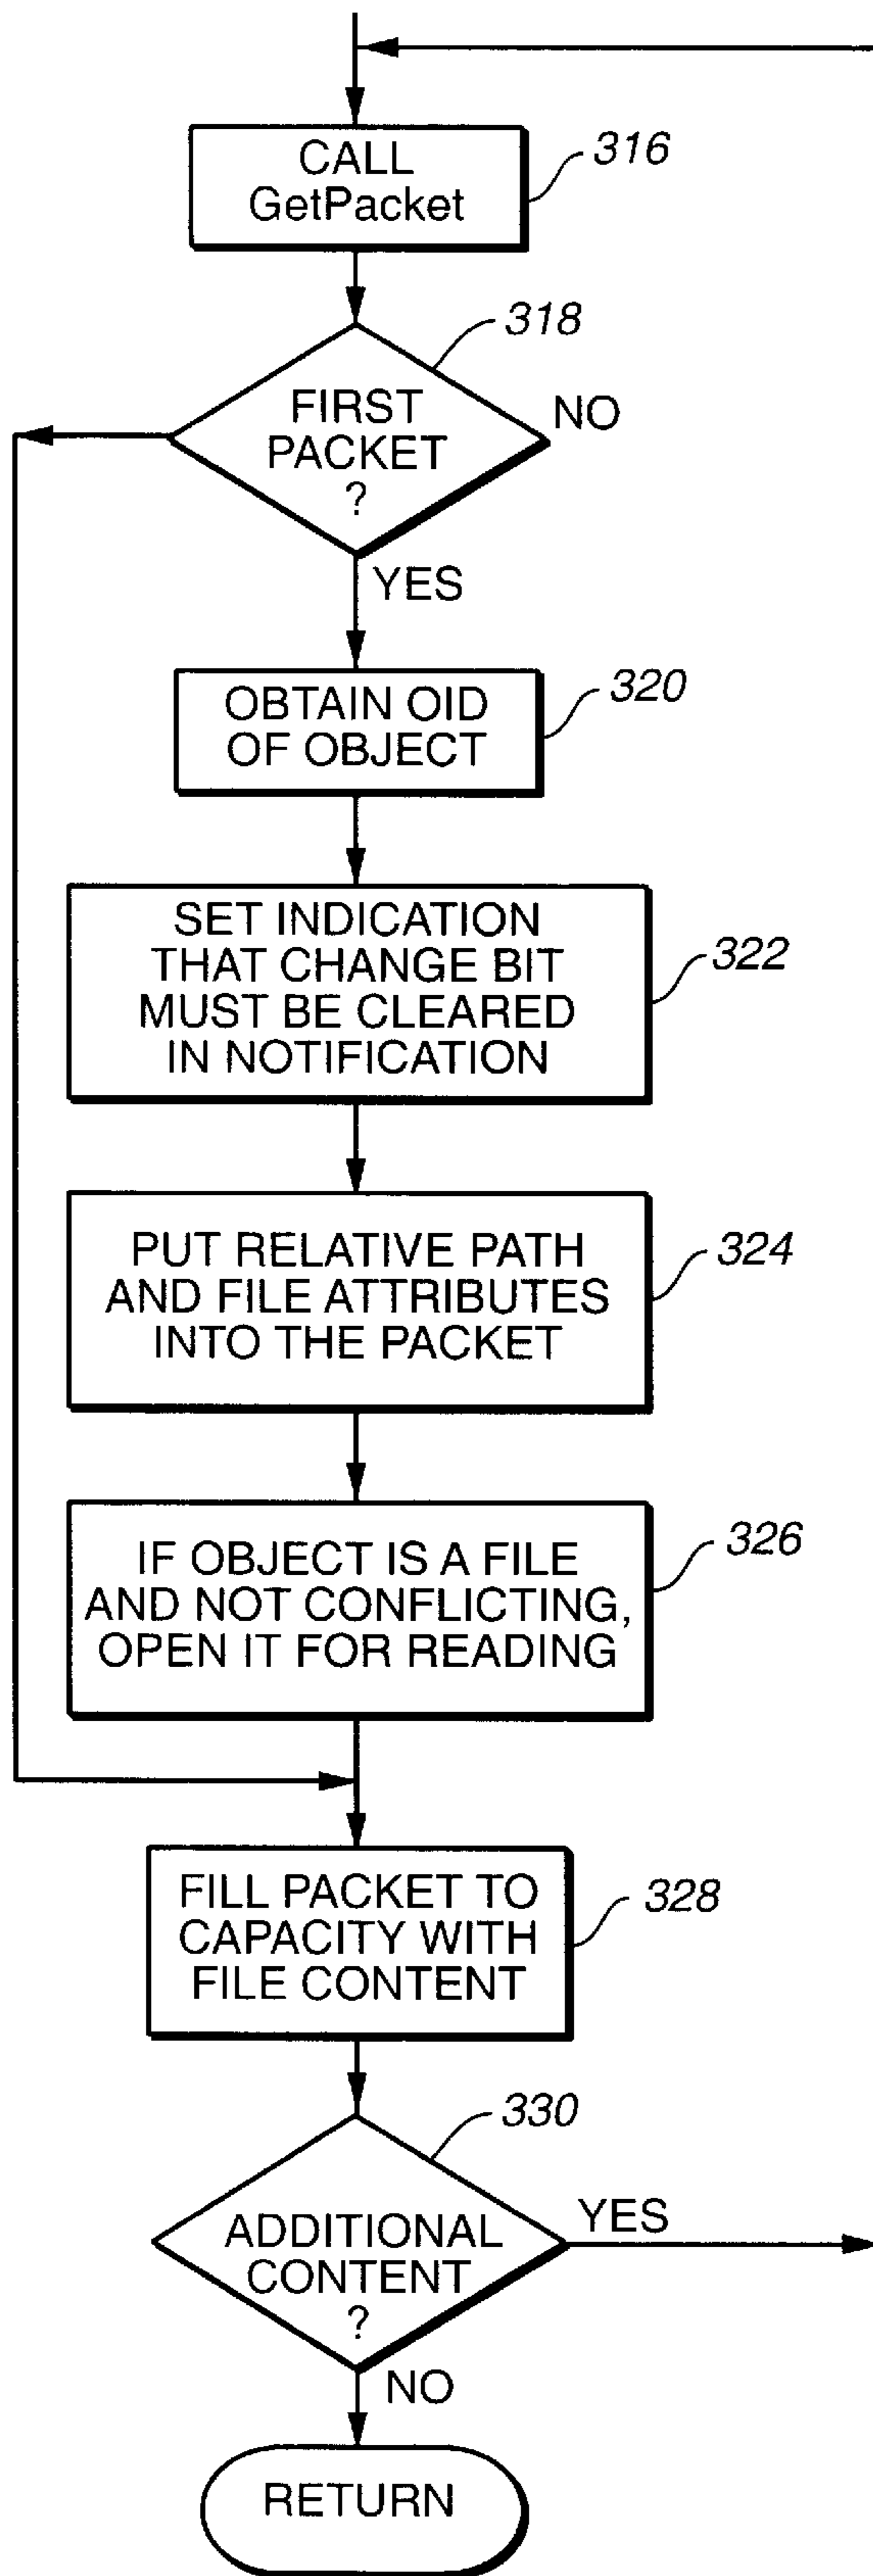 CALL
GetPacket
316
318
FIRST
PACKET
?
NO
YES
OBTAIN OID
OF OBJECT
320
SET INDICATION
THAT CHANGE BIT
MUST BE CLEARED
IN NOTIFICATION
322
PUT RELATIVE PATH
AND FILE ATTRIBUTES
INTO THE PACKET
324
IF OBJECT IS A FILE
AND NOT CONFLICTING,
OPEN IT FOR READING
326
FILL PACKET TO
CAPACITY WITH
FILE CONTENT
328
330
ADDITIONAL
CONTENT
?
YES
NO
RETURN